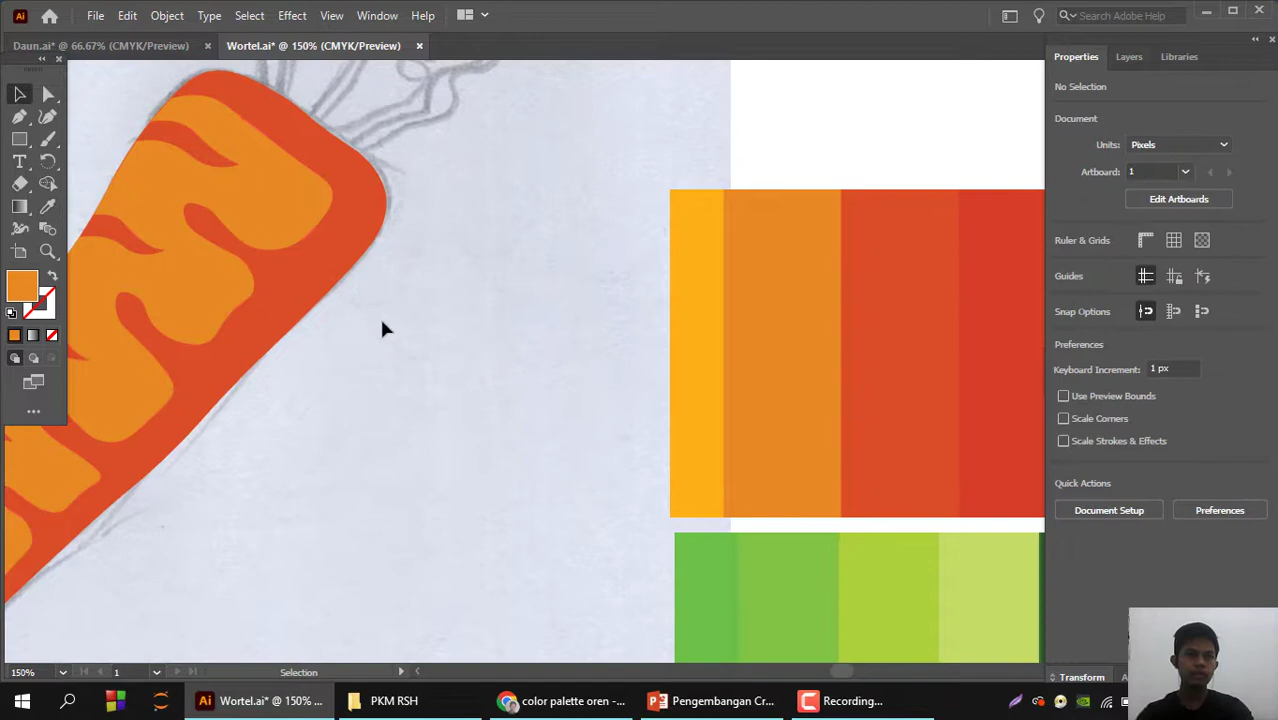 Ai File Edit Object Type Select Effect View Window Help Search Adobe Help
Daun.ai* @ 66.67% (CMYK/Preview) × Wortel.ai* @ 150% (CMYK/Preview) ×
Properties Layers Libraries
No Selection
Document
Units: Pixels
Artboard: 1
Edit Artboards
Ruler & Grids
Guides
Snap Options
Preferences
Keyboard Increment: 1 px
Use Preview Bounds
Scale Corners
Scale Strokes & Effects
Quick Actions
Document Setup Preferences
150% 1 Selection
Transform
Ai Wortel.ai* @ 150% ... PKM RSH color palette oren -... Pengembangan Cr... Recording...